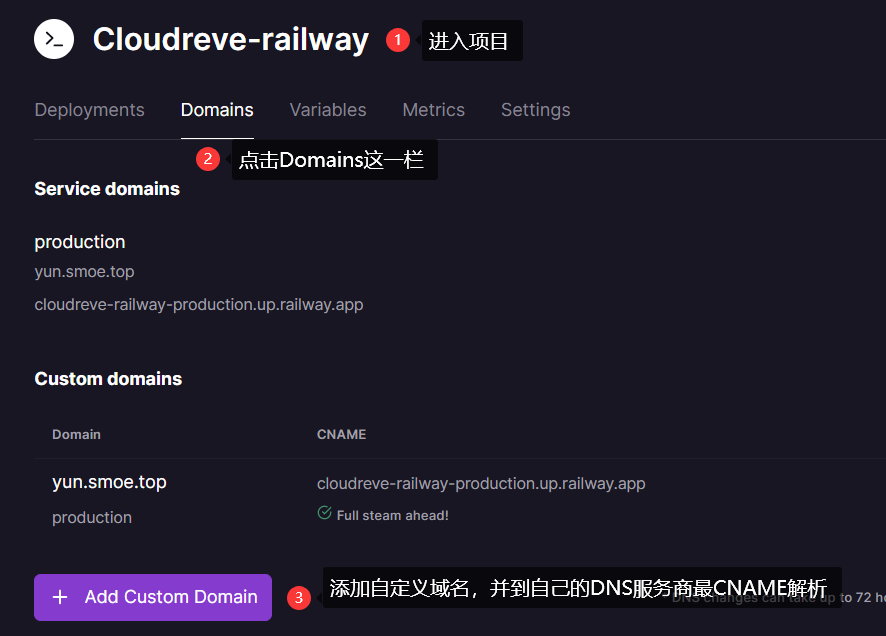 >_ Cloudreve-railway 1 进入项目
Deployments Domains Variables Metrics Settings
2 点击Domains这一栏
Service domains
production
yun.smoe.top
cloudreve-railway-production.up.railway.app
Custom domains
Domain CNAME
yun.smoe.top cloudreve-railway-production.up.railway.app
production Full steam ahead!
+ Add Custom Domain 3 添加自定义域名，并到自己的DNS服务商最CNAME解析
DNS changes can take up to 72 ho